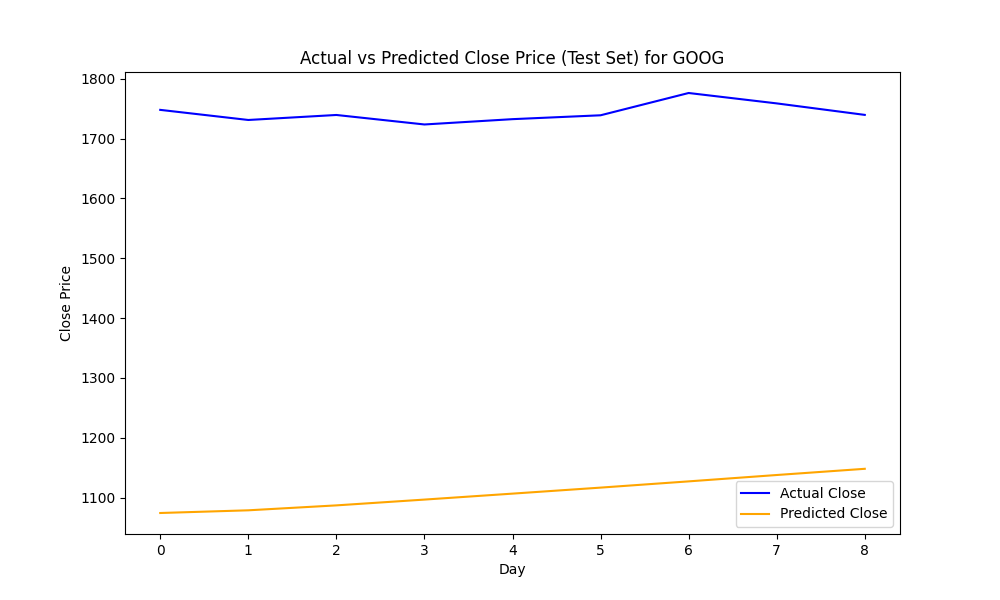 Actual vs Predicted Close Price (Test Set) for GOOG
Close Price
1800
1700
1600
1500
1400
1300
1200
1100
0 1 2 3 4 5 6 7 8
Day
Actual Close
Predicted Close